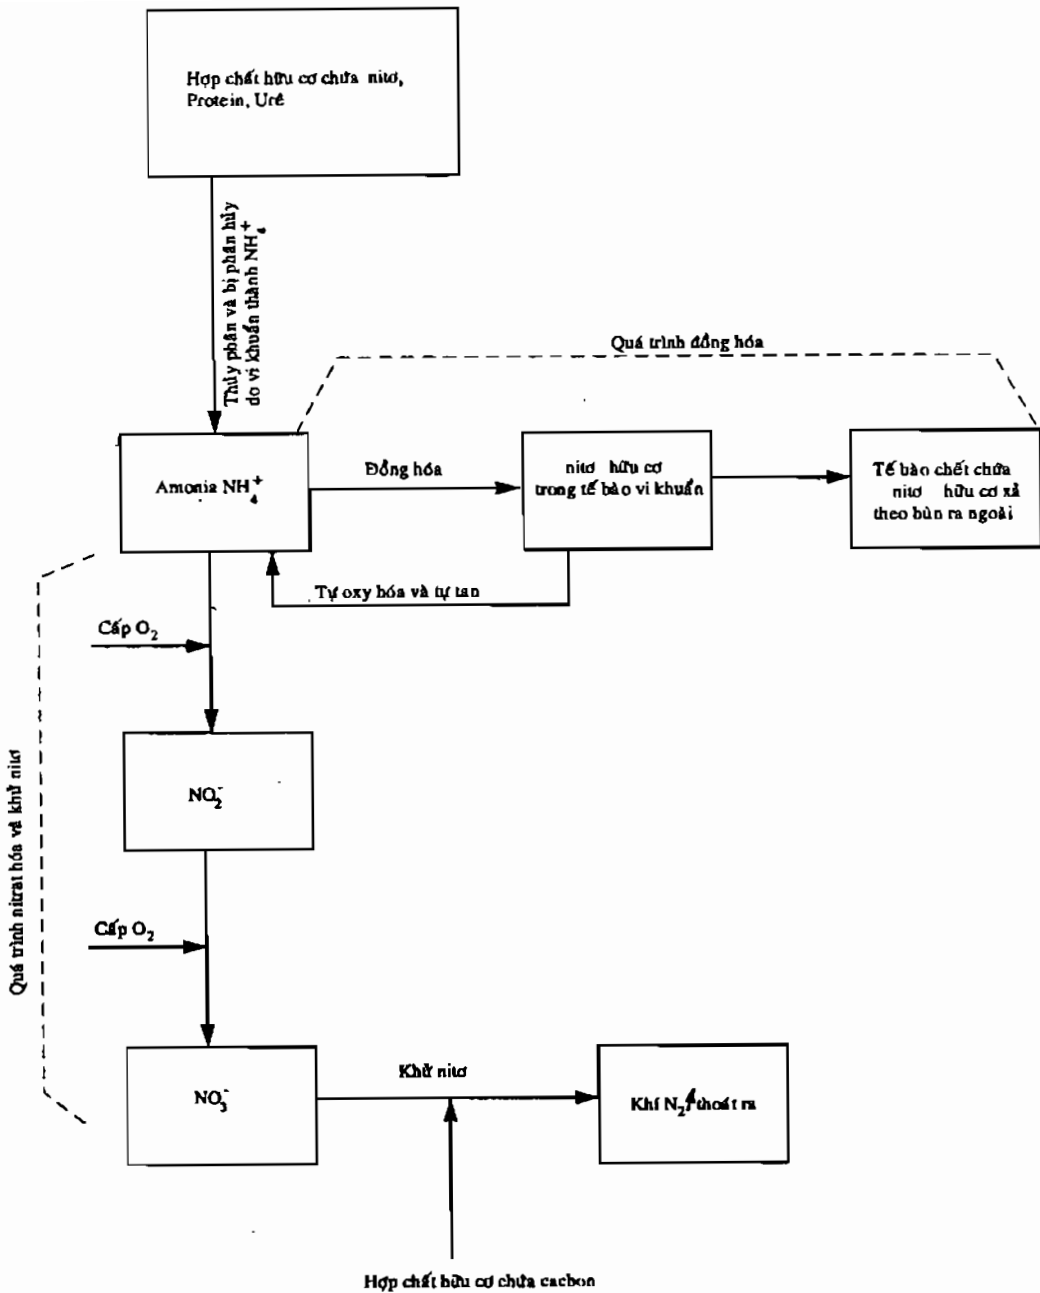 Hợp chất hữu cơ chứa nitơ,
Protein, Urê
Thủy phân và bị phân hủy
do vi khuẩn thành NH₄⁺
Quá trình đồng hóa
Amonia NH₄⁺
Đồng hóa
nitơ hữu cơ
trong tế bào vi khuẩn
Tế bào chết chứa
nitơ hữu cơ xả
theo bùn ra ngoài
Tự oxy hóa và tự tan
Cấp O₂
NO₂⁻
Quá trình nitrat hóa và khử nitơ
Cấp O₂
NO₃⁻
Khử nitơ
Khí N₂↑ thoát ra
Hợp chất hữu cơ chứa cacbon